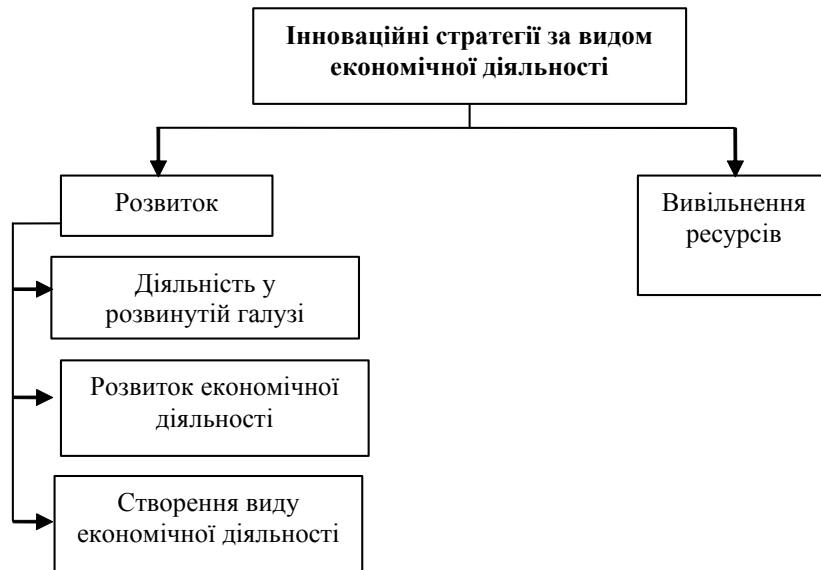 Інноваційні стратегії за видом
економічної діяльності
Розвиток
Вивільнення
ресурсів
Діяльність у
розвинутій галузі
Розвиток економічної
діяльності
Створення виду
економічної діяльності